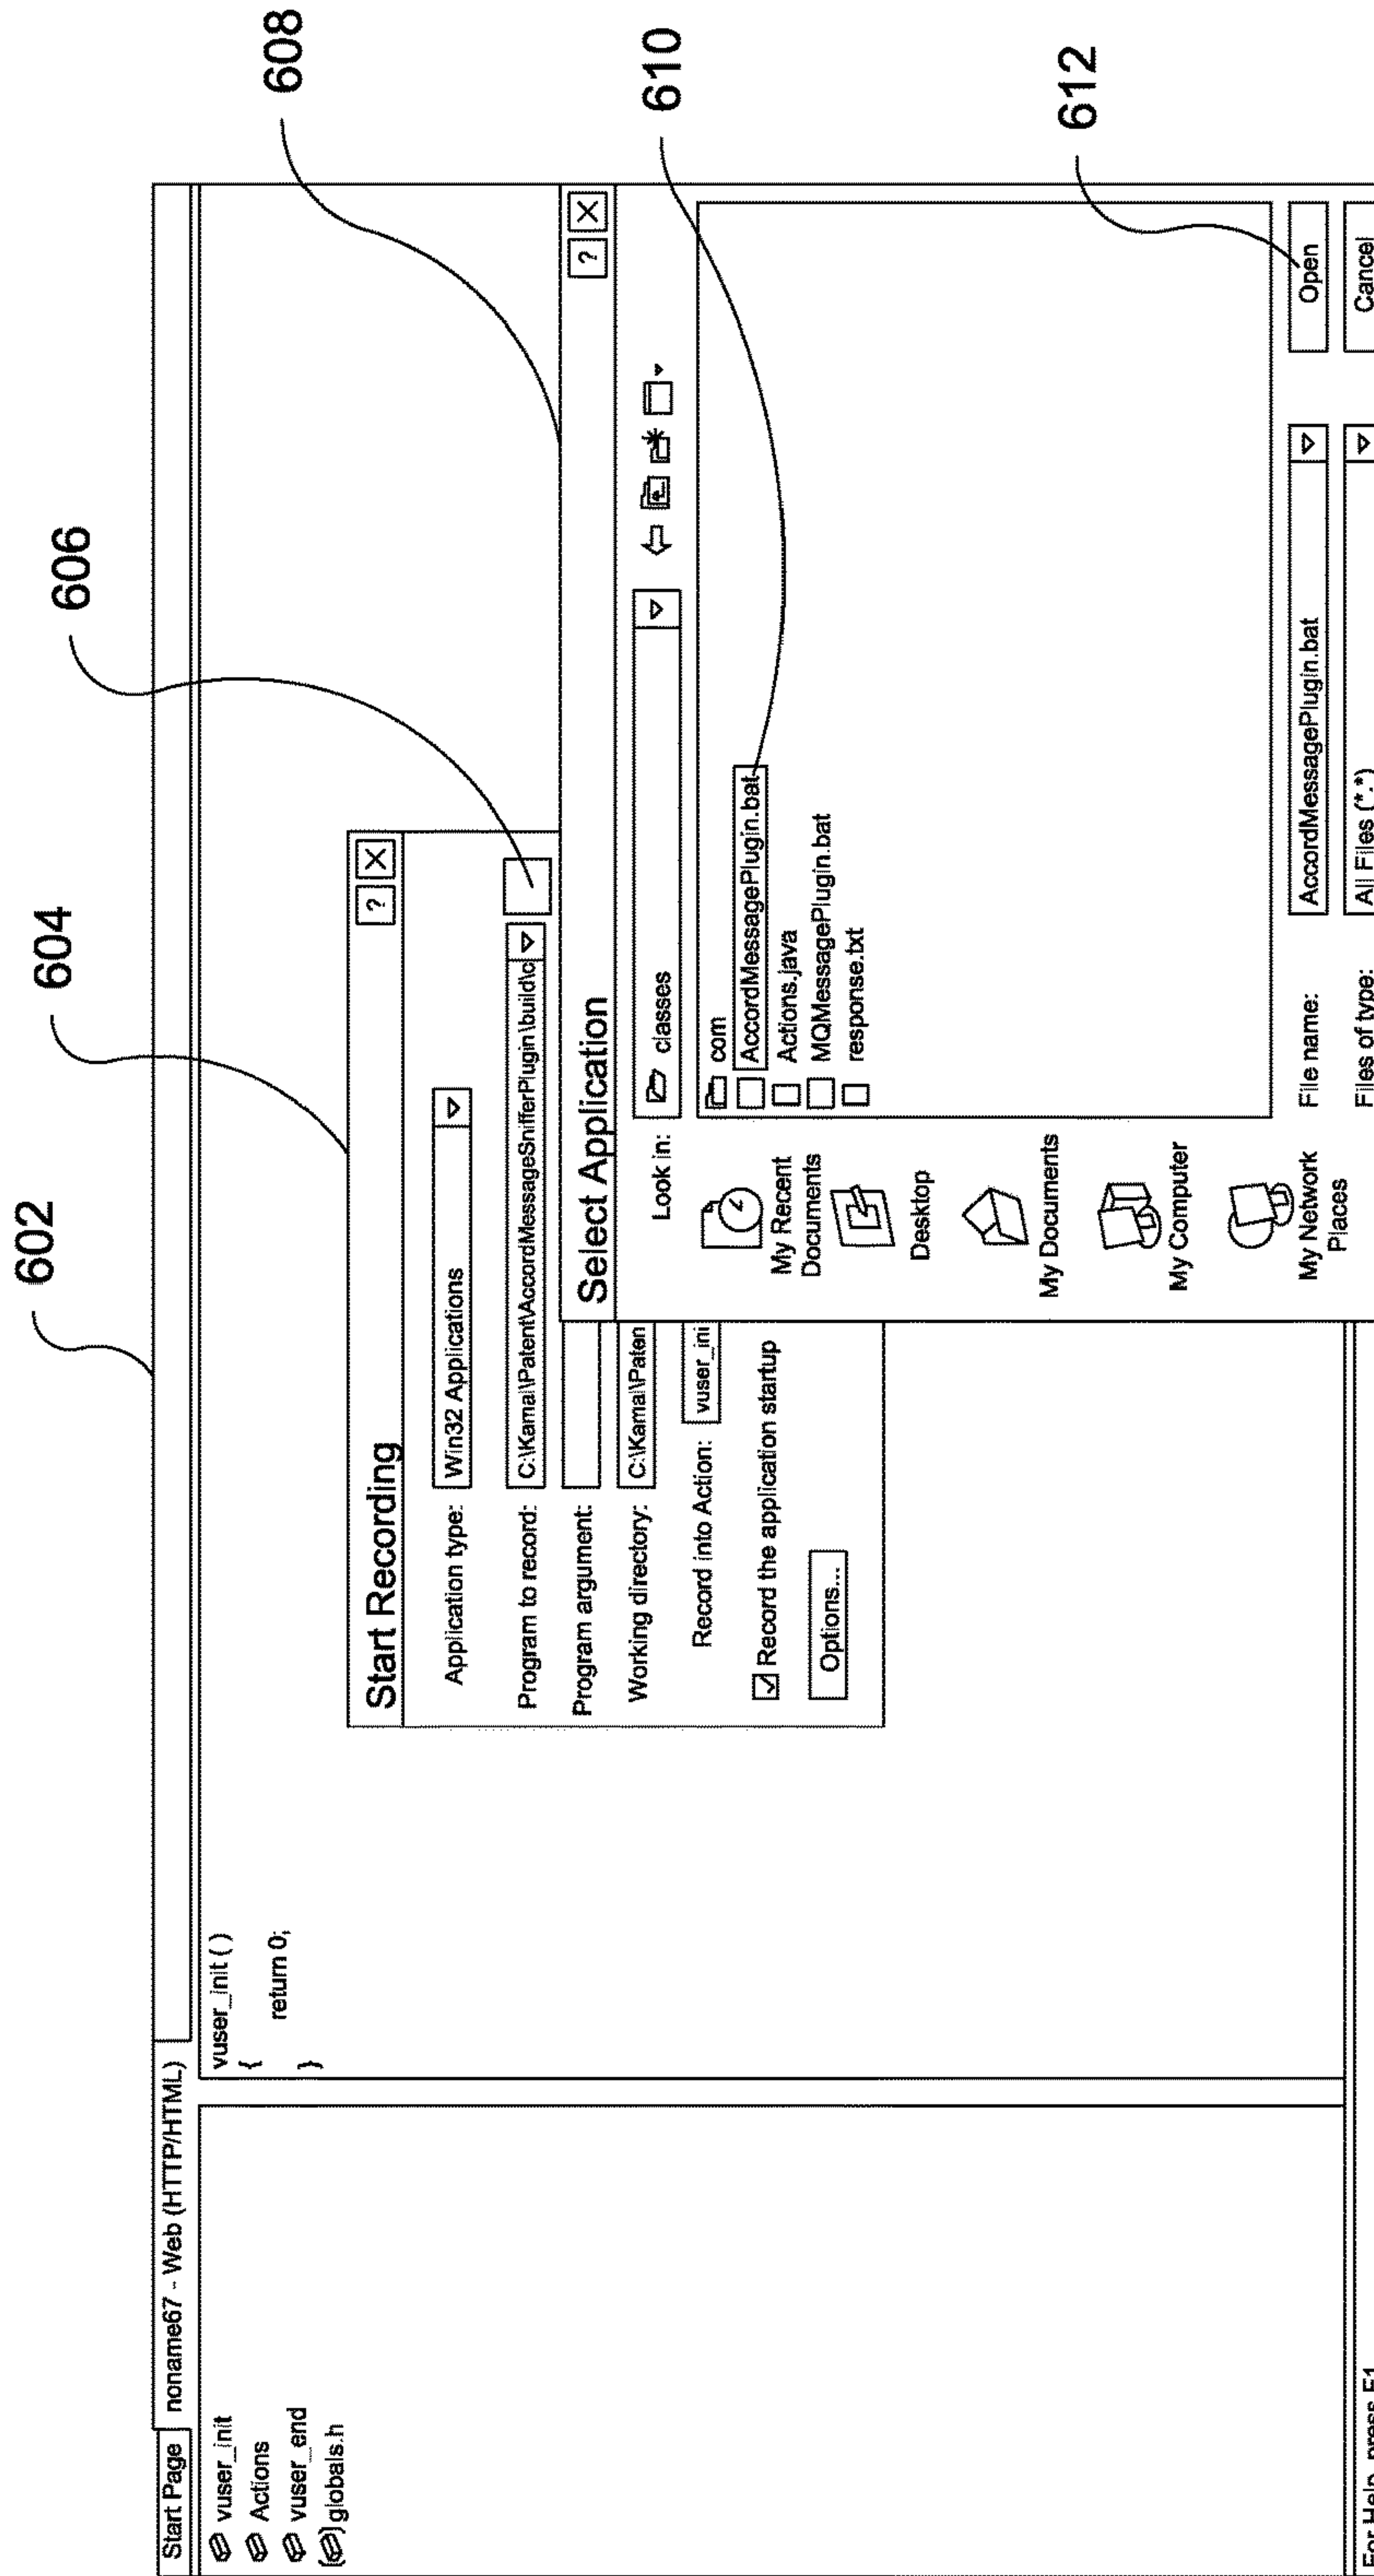 602
604
606
608
610
612
Start Page
noname67 - Web (HTTP/HTML)
vuser_init
Actions
vuser_end
globals.h
vuser_init ( )
{
return 0;
}
Start Recording
? X
Application type: Win32 Applications
Program to record: C:\Kamal\Patent\AccordMessageSnifferPlugin\build\c
Program argument:
Working directory: C:\Kamal\Paten
Record into Action: vuser_ini
Record the application startup
Options...
Select Application
? X
Look in: classes
My Recent
Documents
Desktop
My Documents
My Computer
My Network
Places
com
AccordMessagePlugin.bat
Actions.java
MQMessagePlugin.bat
response.txt
File name: AccordMessagePlugin.bat
Open
Files of type: All Files (*.*)
Cancel
For Help, press F1